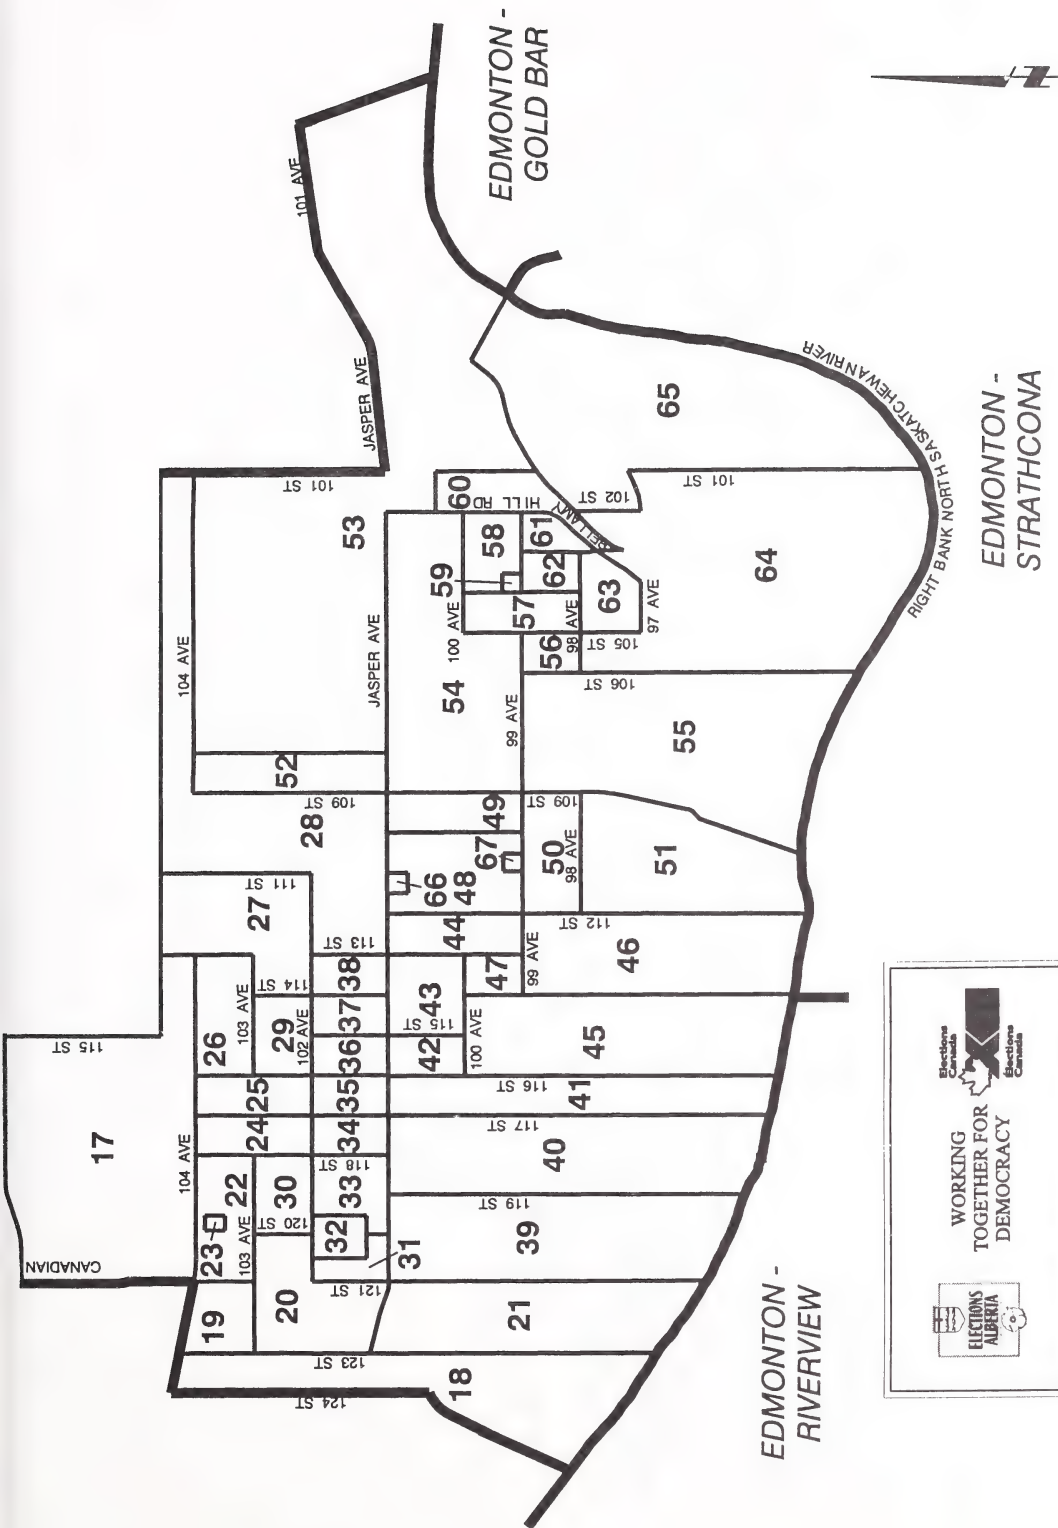 EDMONTON -
GOLD BAR
101 AVE
JASPER AVE
101 ST
53
104 AVE
JASPER AVE
52
109 ST
28
111 ST
27
113 ST
38
114 ST
26
103 AVE
29
102 AVE
37
36
115 ST
17
25
35
24
34
104 AVE
118 ST
22
30
33
120 ST
23
103 AVE
32
31
CANADIAN
121 ST
19
20
123 ST
124 ST
18
21
39
119 ST
40
117 ST
41
116 ST
45
42
115 ST
100 AVE
43
47
99 AVE
46
112 ST
44
48
66
67
49
109 ST
50
98 AVE
51
54
99 AVE
100 AVE
55
106 ST
56
98 AVE
57
105 ST
59
58
60
HILL RD
BELLAMY
61
62
63
97 AVE
102 ST
101 ST
64
65
RIGHT BANK NORTH SASKATCHEWAN RIVER
EDMONTON -
STRATHCONA
EDMONTON -
RIVERVIEW
N
ELECTIONS
ALBERTA
WORKING
TOGETHER FOR
DEMOCRACY
Elections
Canada
Élections
Canada